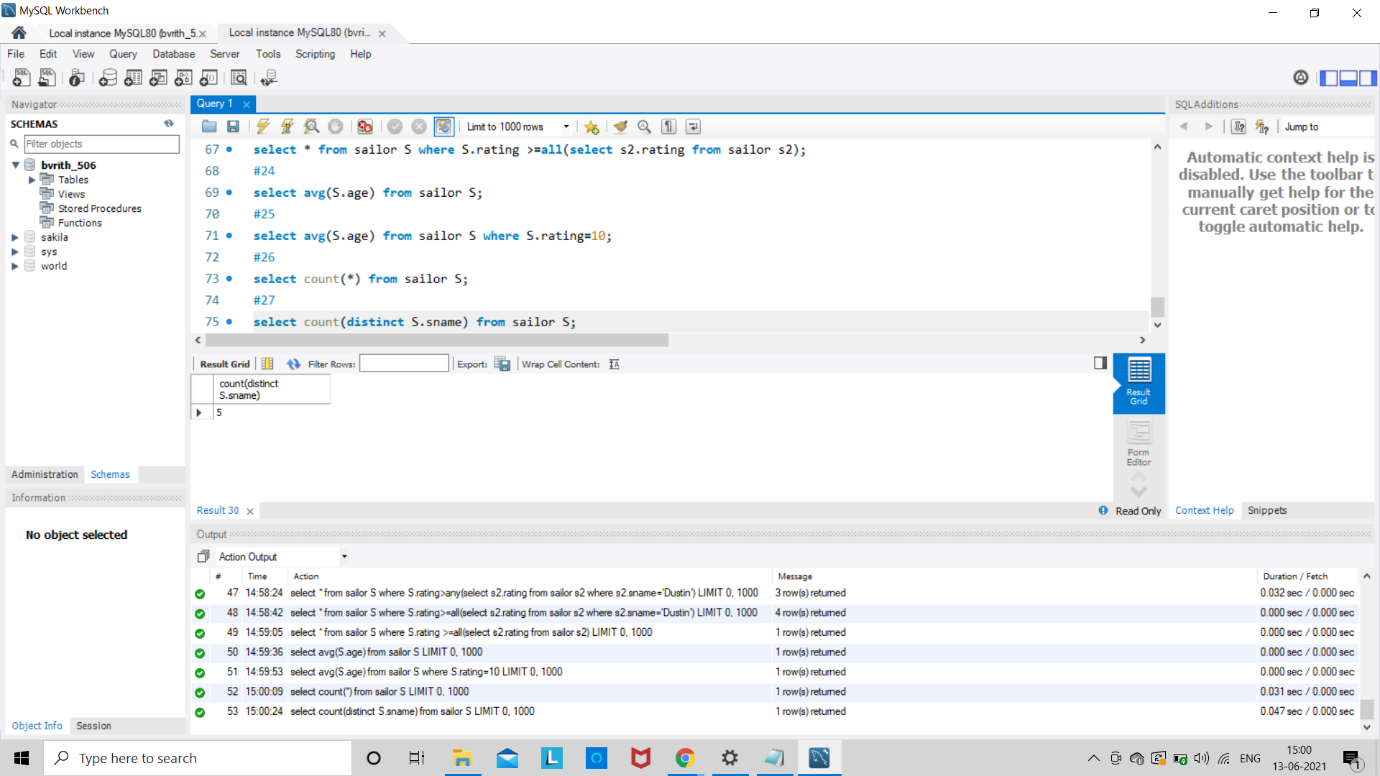 MySQL Workbench
Local instance MySQL80 (bvrith_5.x
Local instance MySQL80 (bvri... x
File Edit View Query Database Server Tools Scripting Help
Navigator
SCHEMAS
Filter objects
bvrith_506
Tables
Views
Stored Procedures
Functions
sakila
sys
world
Administration Schemas
Information
No object selected
Object Info Session
Query 1
Limit to 1000 rows
67 select * from sailor S where S.rating >=all(select s2.rating from sailor s2);
68 #24
69 select avg(S.age) from sailor S;
70 #25
71 select avg(S.age) from sailor S where S.rating=10;
72 #26
73 select count(*) from sailor S;
74 #27
75 select count(distinct S.sname) from sailor S;
Result Grid Filter Rows: Export: Wrap Cell Content:
count(distinct
S.sname)
5
Result
Grid
Form
Editor
Result 30 Read Only
SQLAdditions
Jump to
Automatic context help is
disabled. Use the toolbar t
manually get help for the
current caret position or to
toggle automatic help.
Context Help Snippets
Output
Action Output
# Time Action Message Duration / Fetch
47 14:58:24 select * from sailor S where S.rating>any(select s2.rating from sailor s2 where s2.sname='Dustin') LIMIT 0, 1000 3 row(s) returned 0.032 sec / 0.000 sec
48 14:58:42 select * from sailor S where S.rating>=all(select s2.rating from sailor s2 where s2.sname='Dustin') LIMIT 0, 1000 4 row(s) returned 0.000 sec / 0.000 sec
49 14:59:05 select * from sailor S where S.rating >=all(select s2.rating from sailor s2) LIMIT 0, 1000 1 row(s) returned 0.000 sec / 0.000 sec
50 14:59:36 select avg(S.age) from sailor S LIMIT 0, 1000 1 row(s) returned 0.000 sec / 0.000 sec
51 14:59:53 select avg(S.age) from sailor S where S.rating=10 LIMIT 0, 1000 1 row(s) returned 0.000 sec / 0.000 sec
52 15:00:09 select count(*) from sailor S LIMIT 0, 1000 1 row(s) returned 0.031 sec / 0.000 sec
53 15:00:24 select count(distinct S.sname) from sailor S LIMIT 0, 1000 1 row(s) returned 0.047 sec / 0.000 sec
Type here to search
L
ENG
15:00
13-06-2021
1